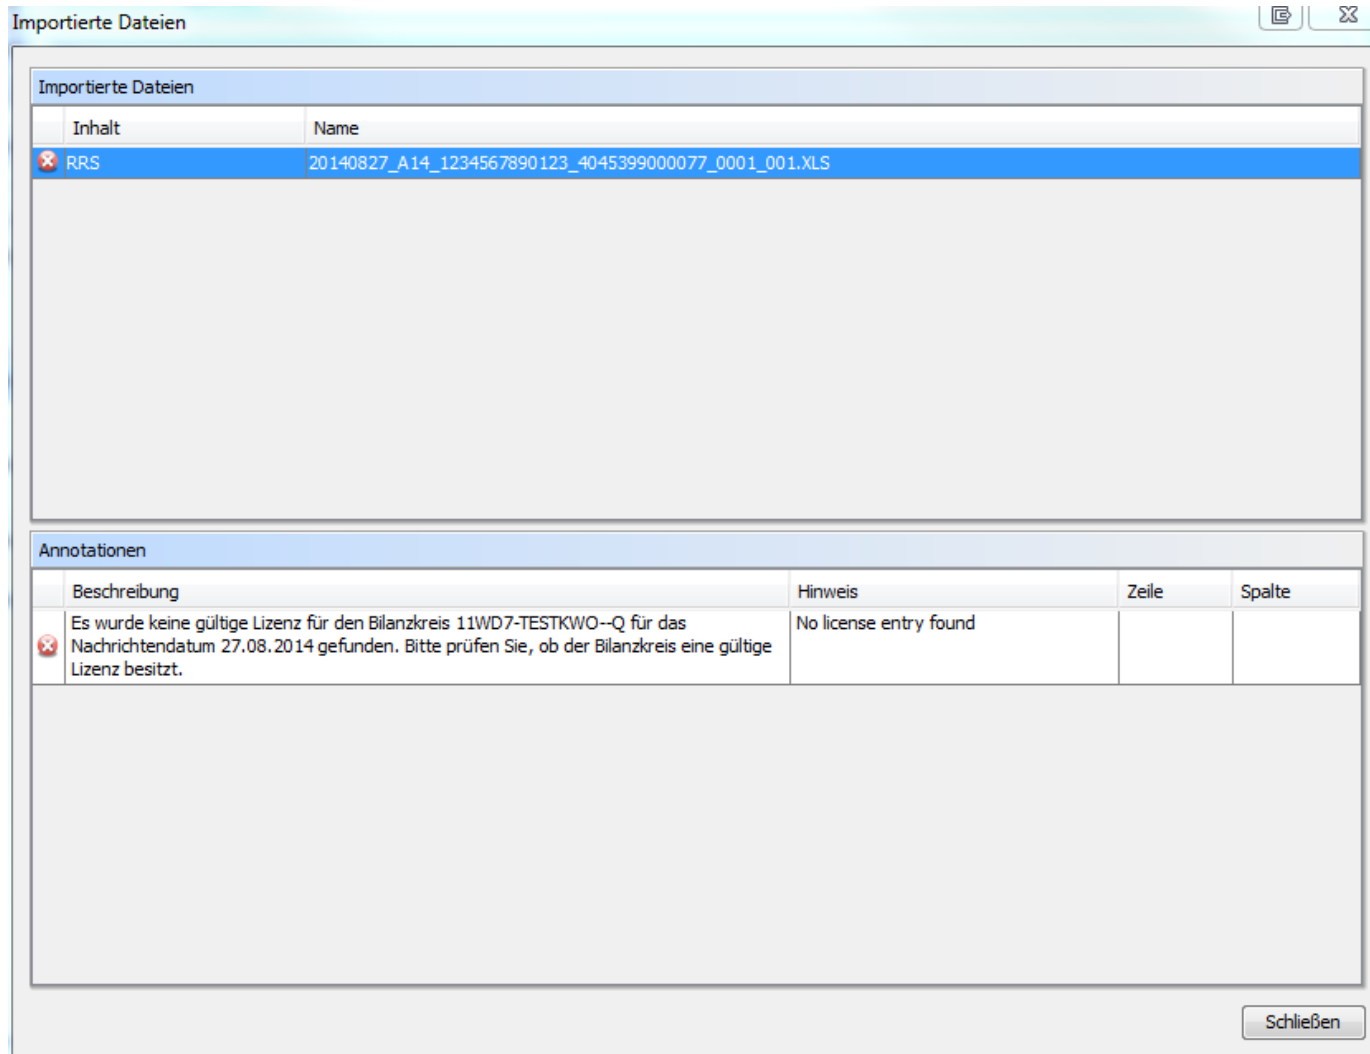 Importierte Dateien
Importierte Dateien
Inhalt Name
RRS 20140827_A14_1234567890123_4045399000077_0001_001.XLS
Annotationen
Beschreibung Hinweis Zeile Spalte
Es wurde keine gültige Lizenz für den Bilanzkreis 11WD7-TESTKWO--Q für das No license entry found
Nachrichtendatum 27.08.2014 gefunden. Bitte prüfen Sie, ob der Bilanzkreis eine gültige
Lizenz besitzt.
Schließen